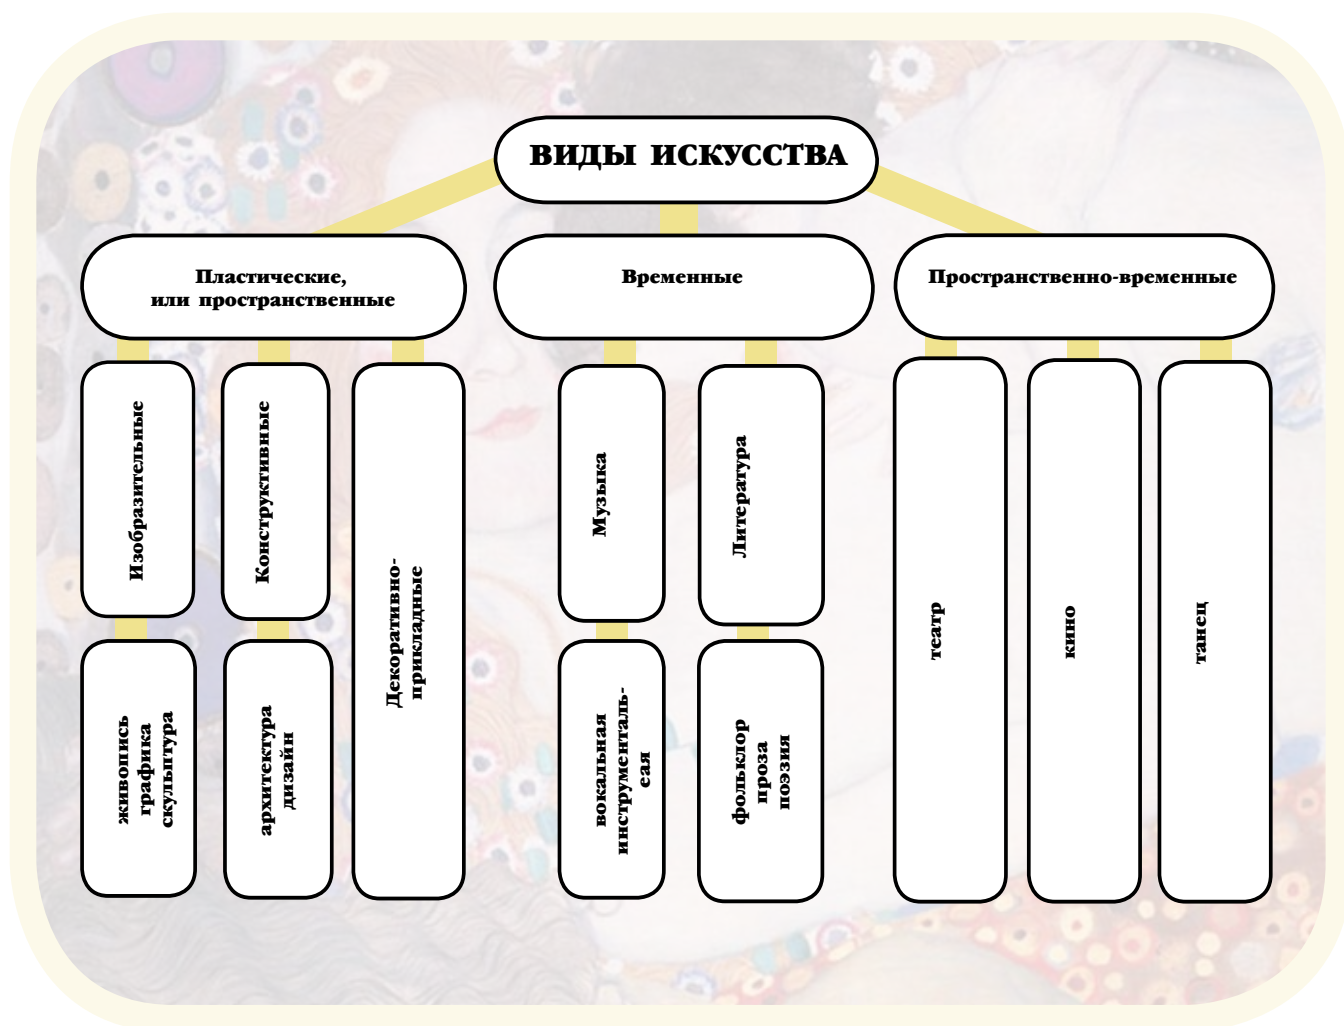 ВИДЫ ИСКУССТВА
Пластические,
или пространственные
Временные
Пространственно-временные
Изобразительные
Конструктивные
Декоративно-
прикладные
Музыка
Литература
театр
кино
танец
живопись
графика
скульптура
архитектура
дизайн
вокальная
инструменталь-
еая
фольклор
проза
поэзия